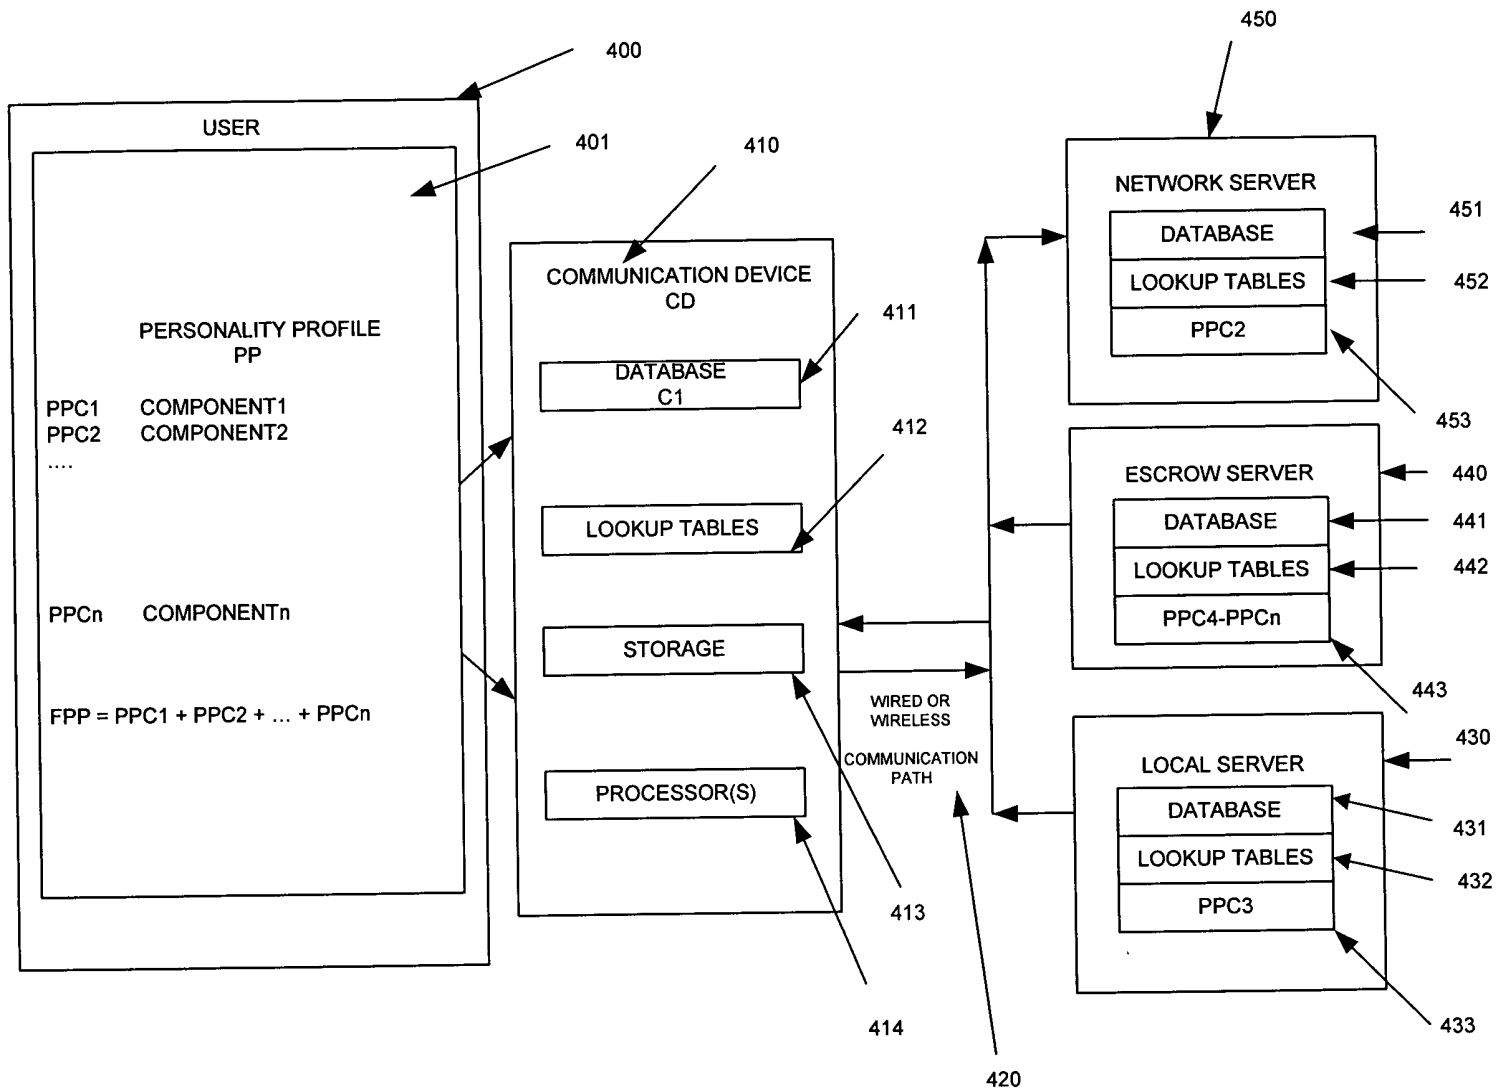 400
USER
401
PERSONALITY PROFILE
PP
PPC1 COMPONENT1
PPC2 COMPONENT2
....
PPCn COMPONENTn
FPP = PPC1 + PPC2 + ... + PPCn
410
COMMUNICATION DEVICE
CD
411
DATABASE
C1
412
LOOKUP TABLES
STORAGE
PROCESSOR(S)
413
414
WIRED OR
WIRELESS
COMMUNICATION
PATH
420
450
NETWORK SERVER
451
DATABASE
LOOKUP TABLES
452
PPC2
453
ESCROW SERVER
440
DATABASE
441
LOOKUP TABLES
442
PPC4-PPCn
443
LOCAL SERVER
430
DATABASE
431
LOOKUP TABLES
432
PPC3
433